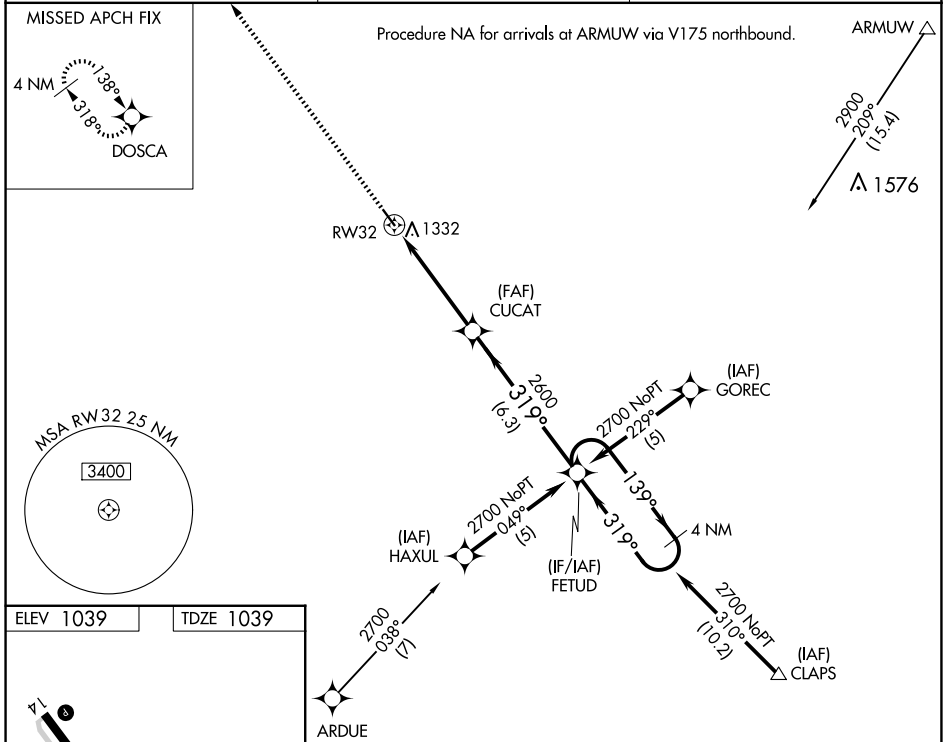 MISSED APCH FIX
4 NM
138°
318°
DOSCA
Procedure NA for arrivals at ARMUW via V175 northbound.
ARMUW
2900
209°
(15.4)
1576
RW32
1332
(FAF)
CUCAT
2600
319°
(6.3)
(IAF)
GOREC
2700 NoPT
229°
(5)
MSA RW32 25 NM
3400
139°
4 NM
319°
2700 NoPT
049°
(5)
(IAF)
HAXUL
(IF/IAF)
FETUD
2700 NoPT
310°
(10.2)
(IAF)
CLAPS
2700
038°
(7)
ARDUE
ELEV 1039
TDZE 1039
14
P